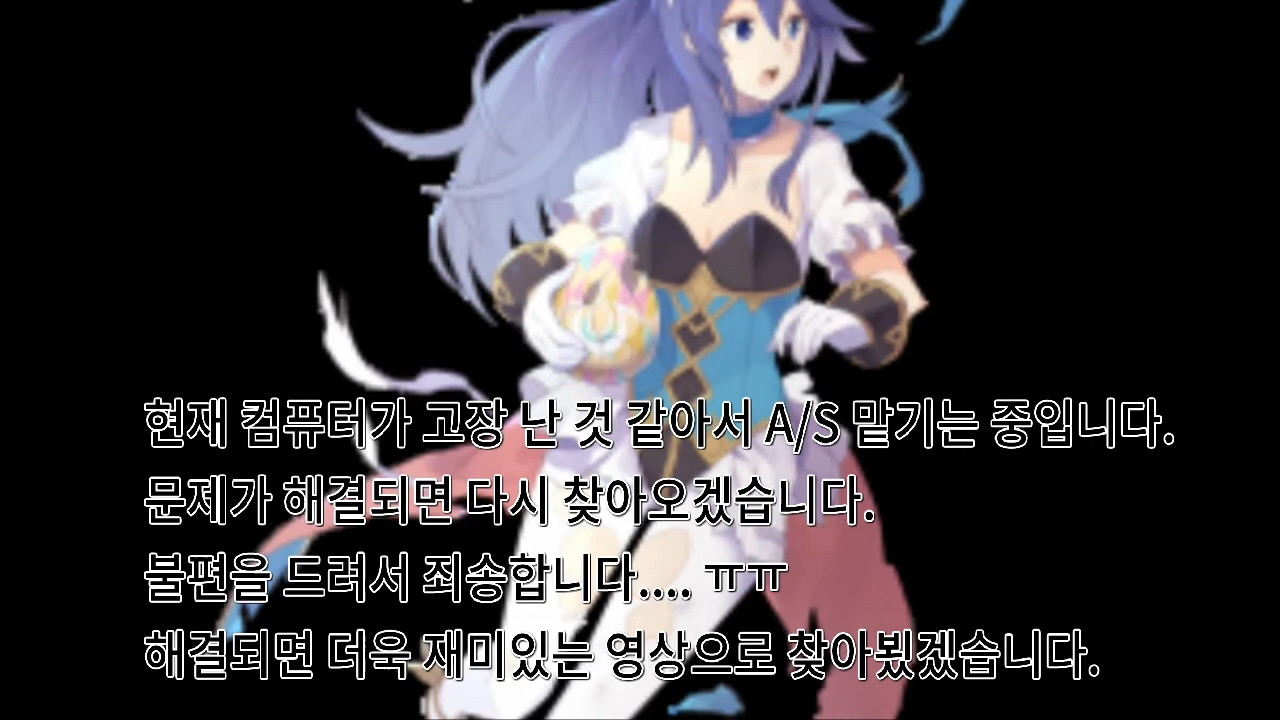 현재 컴퓨터가 고장 난 것 같아서 A/S 맡기는 중입니다.
문제가 해결되면 다시 찾아오겠습니다.
불편을 드려서 죄송합니다.... ㅠㅠ
해결되면 더욱 재미있는 영상으로 찾아뵜겠습니다.